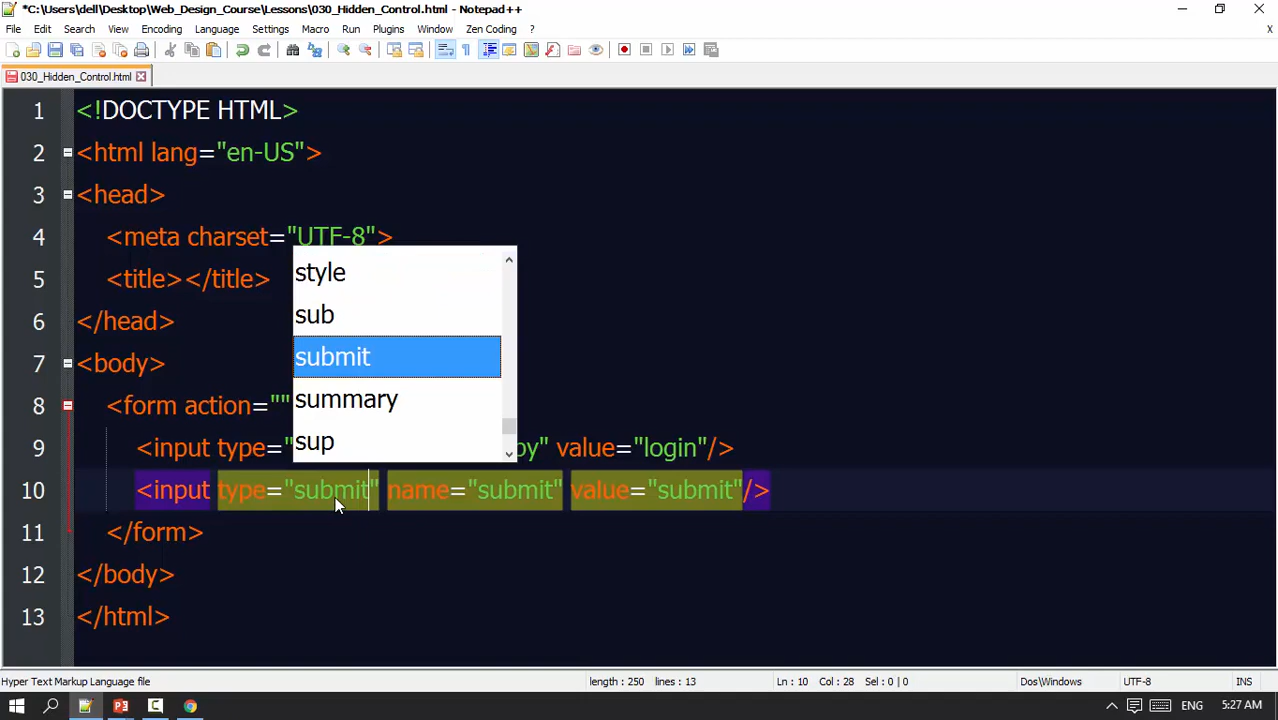 *C:\Users\dell\Desktop\Web_Design_Course\Lessons\030_Hidden_Control.html - Notepad++
File Edit Search View Encoding Language Settings Macro Run Plugins Window Zen Coding ? X
030_Hidden_Control.html
1 <!DOCTYPE HTML>
2 <html lang="en-US">
3 <head>
4 <meta charset="UTF-8">
5 <title></title>
6 </head>
7 <body>
8 <form action=""
9 <input type=" by" value="login"/>
10 <input type="submit" name="submit" value="submit"/>
11 </form>
12 </body>
13 </html>
style
sub
submit
summary
sup
Hyper Text Markup Language file length : 250 lines : 13 Ln : 10 Col : 28 Sel : 0 | 0 Dos\Windows UTF-8 INS
ENG 5:27 AM